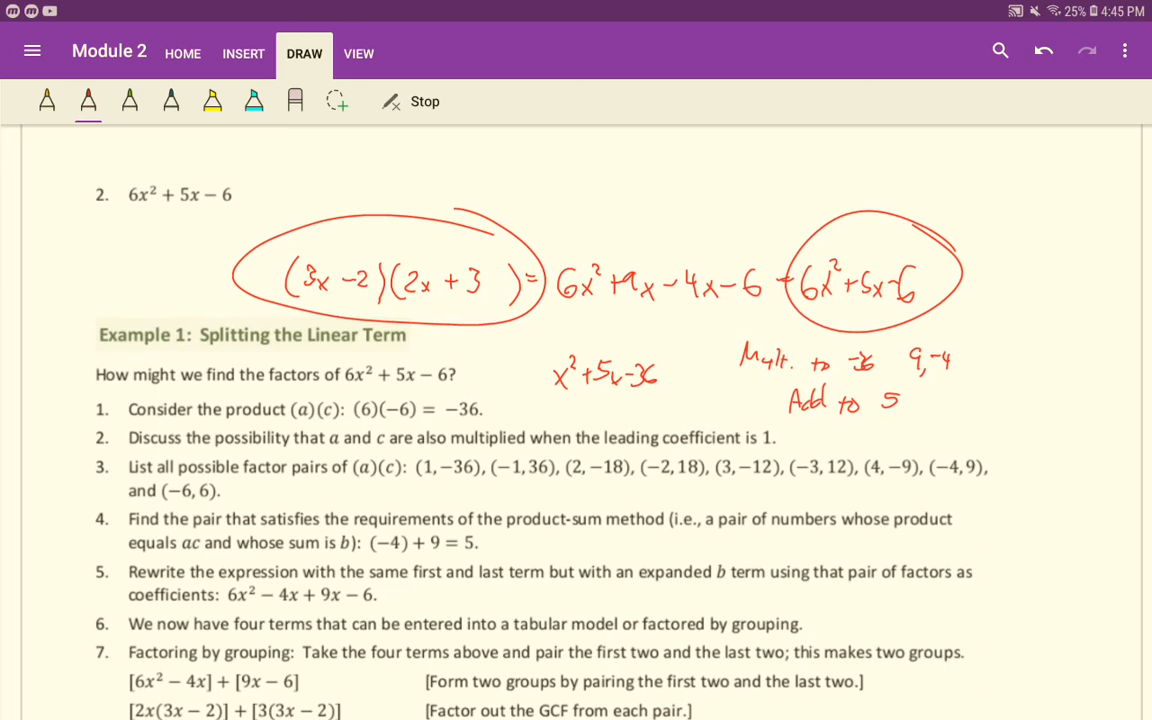 25% 4:45 PM
Module 2 HOME INSERT DRAW VIEW
Stop
2. 6x² + 5x − 6
(3x −2)(2x + 3 ) = 6x² + 9x − 4x − 6 = 6x² + 5x − 6
Example 1: Splitting the Linear Term
Mult. to −36 9, −4
How might we find the factors of 6x² + 5x − 6?
x² + 5x − 36
Add to 5
1. Consider the product (a)(c): (6)(−6) = −36.
2. Discuss the possibility that a and c are also multiplied when the leading coefficient is 1.
3. List all possible factor pairs of (a)(c): (1, −36), (−1, 36), (2, −18), (−2, 18), (3, −12), (−3, 12), (4, −9), (−4, 9),
and (−6, 6).
4. Find the pair that satisfies the requirements of the product-sum method (i.e., a pair of numbers whose product
equals ac and whose sum is b): (−4) + 9 = 5.
5. Rewrite the expression with the same first and last term but with an expanded b term using that pair of factors as
coefficients: 6x² − 4x + 9x − 6.
6. We now have four terms that can be entered into a tabular model or factored by grouping.
7. Factoring by grouping: Take the four terms above and pair the first two and the last two; this makes two groups.
[6x² − 4x] + [9x − 6] [Form two groups by pairing the first two and the last two.]
[2x(3x − 2)] + [3(3x − 2)] [Factor out the GCF from each pair.]